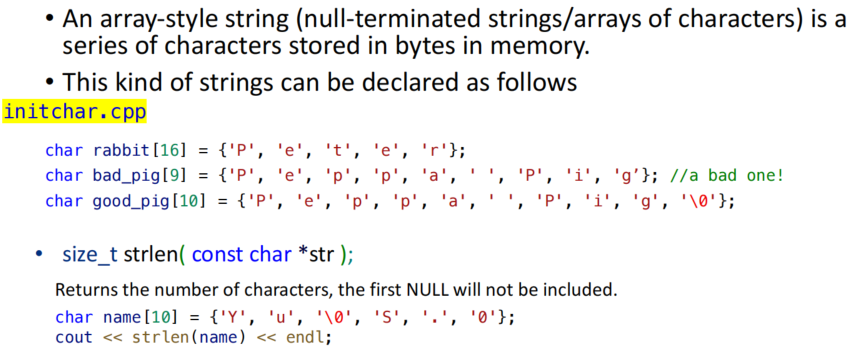 • An array-style string (null-terminated strings/arrays of characters) is a
series of characters stored in bytes in memory.
• This kind of strings can be declared as follows
initchar.cpp
char rabbit[16] = {'P', 'e', 't', 'e', 'r'};
char bad_pig[9] = {'P', 'e', 'p', 'p', 'a', ' ', 'P', 'i', 'g’}; //a bad one!
char good_pig[10] = {'P', 'e', 'p', 'p', 'a', ' ', 'P', 'i', 'g', '\0'};
• size_t strlen( const char *str );
Returns the number of characters, the first NULL will not be included.
char name[10] = {'Y', 'u', '\0', 'S', '.', '0'};
cout << strlen(name) << endl;